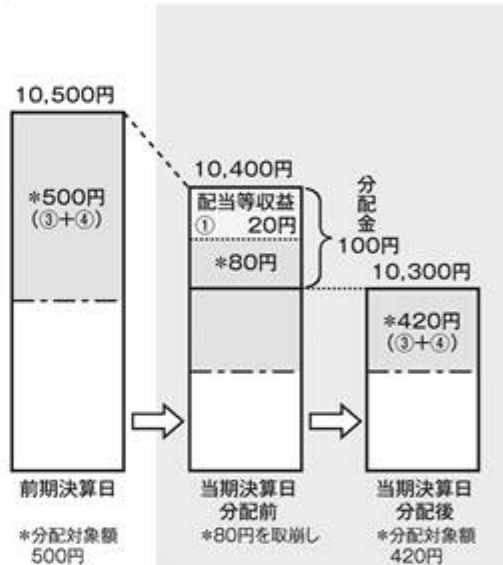 10,500円
*500円
(③+④)
前期決算日
*分配対象額
500円
10,400円
配当等収益
① 20円
*80円
分配金
100円
当期決算日
分配前
*80円を取崩し
10,300円
*420円
(③+④)
当期決算日
分配後
*分配対象額
420円